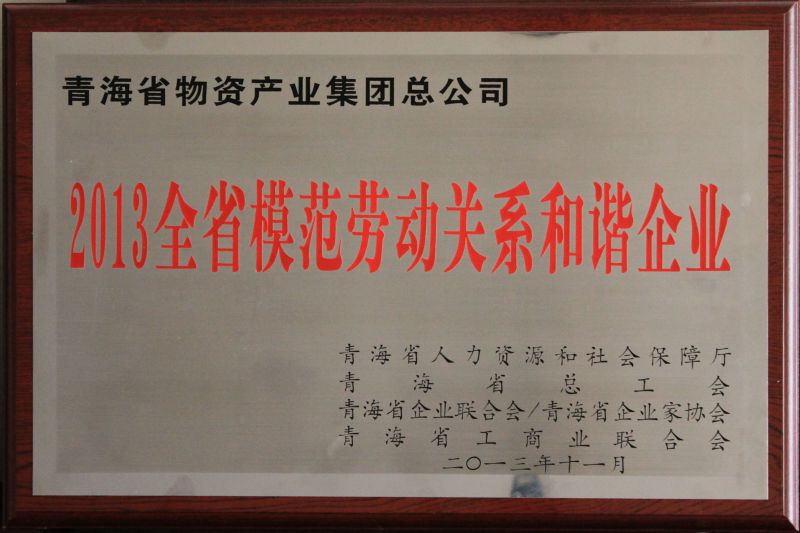 青海省物资产业集团总公司
2013全省模范劳动关系和谐企业
青海省人力资源和社会保障厅
青海省总工会
青海省企业联合会/青海省企业家协会
青海省工商业联合会
二〇一三年十一月